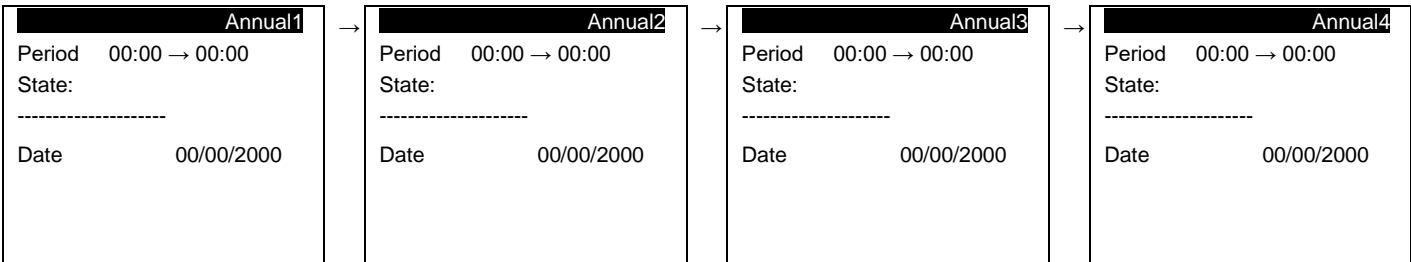 Annual1
Period 00:00 → 00:00
State:
---------------------
Date 00/00/2000
→
Annual2
Period 00:00 → 00:00
State:
---------------------
Date 00/00/2000
→
Annual3
Period 00:00 → 00:00
State:
---------------------
Date 00/00/2000
→
Annual4
Period 00:00 → 00:00
State:
---------------------
Date 00/00/2000